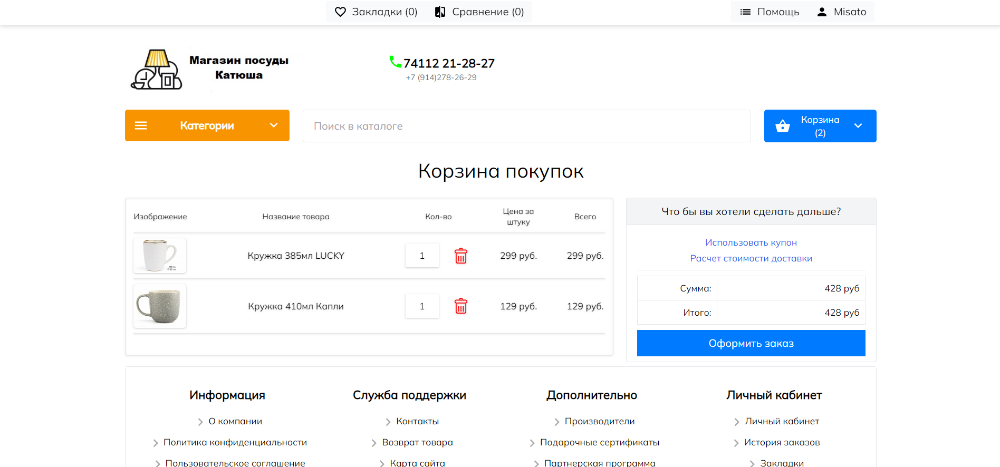 Закладки (0) Сравнение (0) Помощь Misato
Магазин посуды
Катюша
74112 21-28-27
+7 (914)278-26-29
Категории
Поиск в каталоге
Корзина
(2)
Корзина покупок
Изображение Название товара Кол-во Цена за штуку Всего
Кружка 385мл LUCKY 1 299 руб. 299 руб.
Кружка 410мл Капли 1 129 руб. 129 руб.
Что бы вы хотели сделать дальше?
Использовать купон
Расчет стоимости доставки
Сумма: 428 руб
Итого: 428 руб
Оформить заказ
Информация Служба поддержки Дополнительно Личный кабинет
О компании Контакты Производители Личный кабинет
Политика конфиденциальности Возврат товара Подарочные сертификаты История заказов
Пользовательское соглашение Карта сайта Партнерская программа Закладки